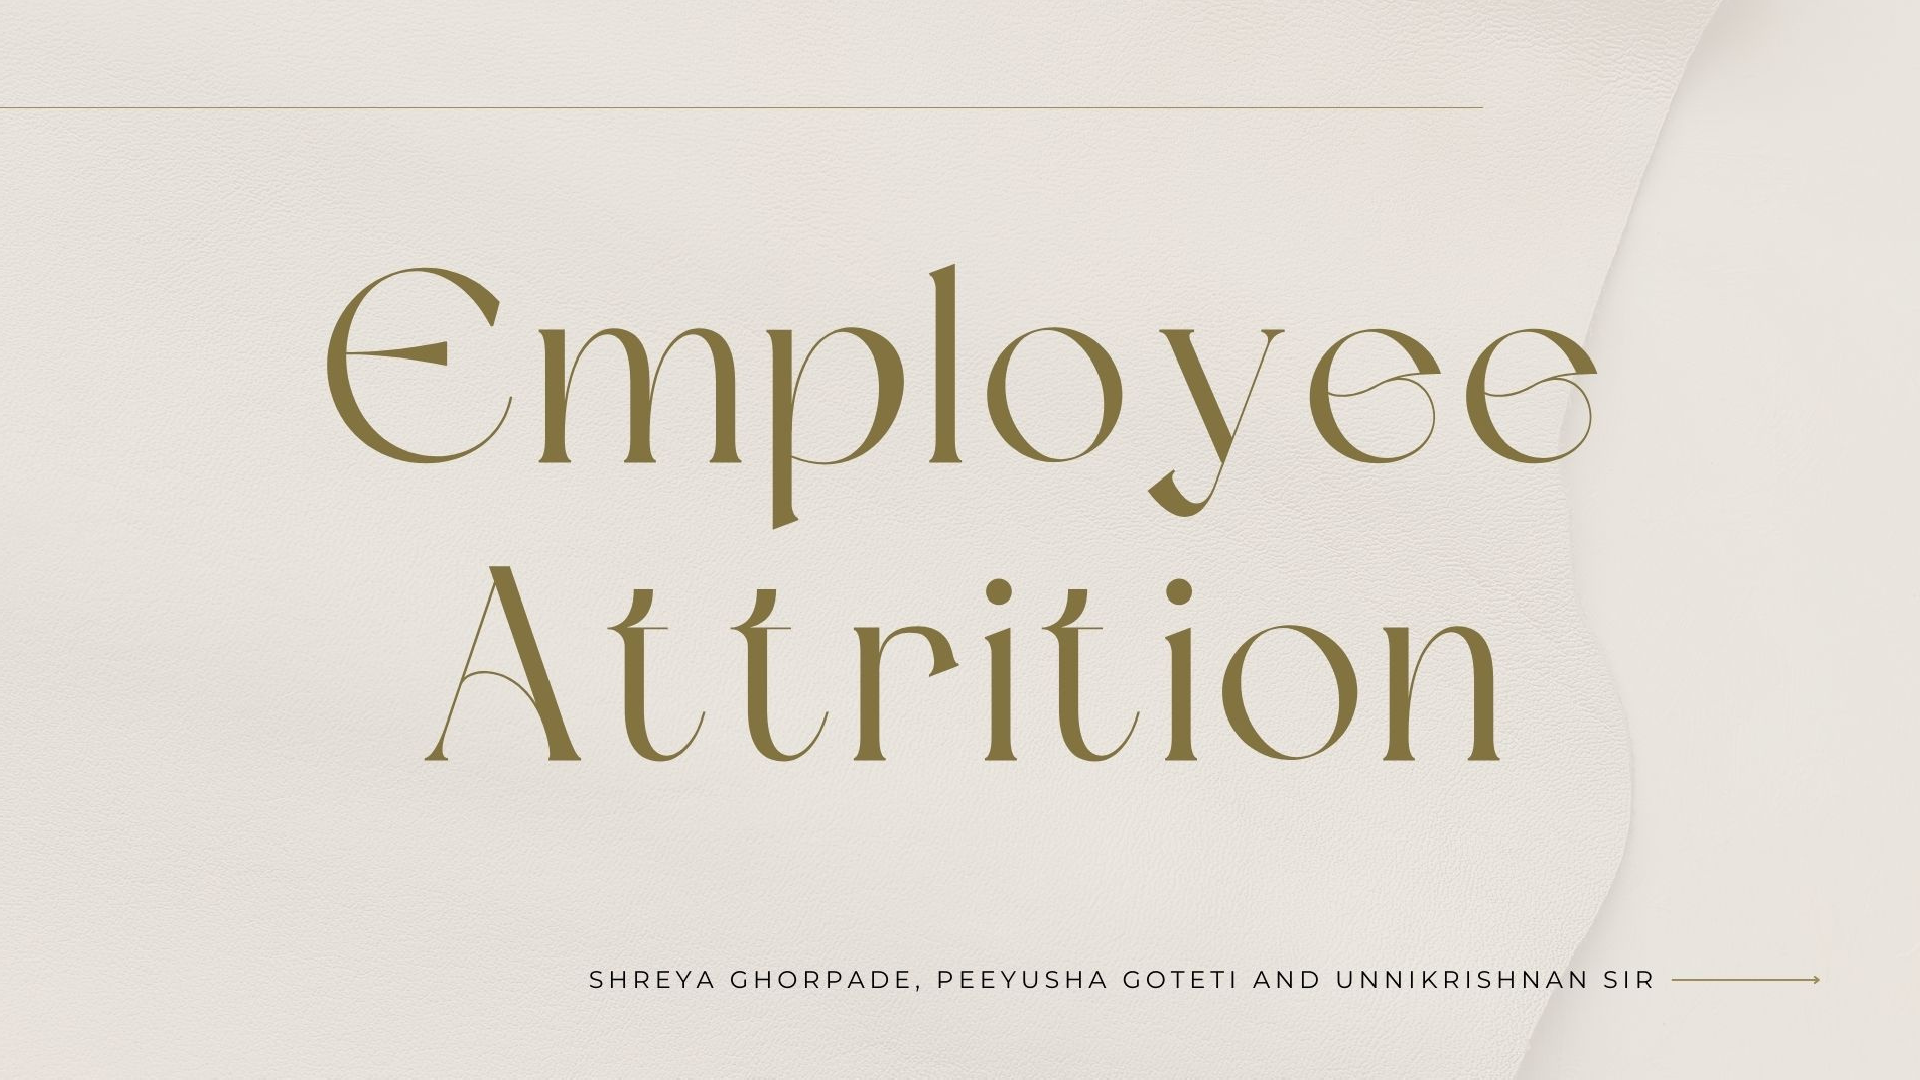 Employee
Attrition
SHREYA GHORPADE, PEEYUSHA GOTETI AND UNNIKRISHNAN SIR